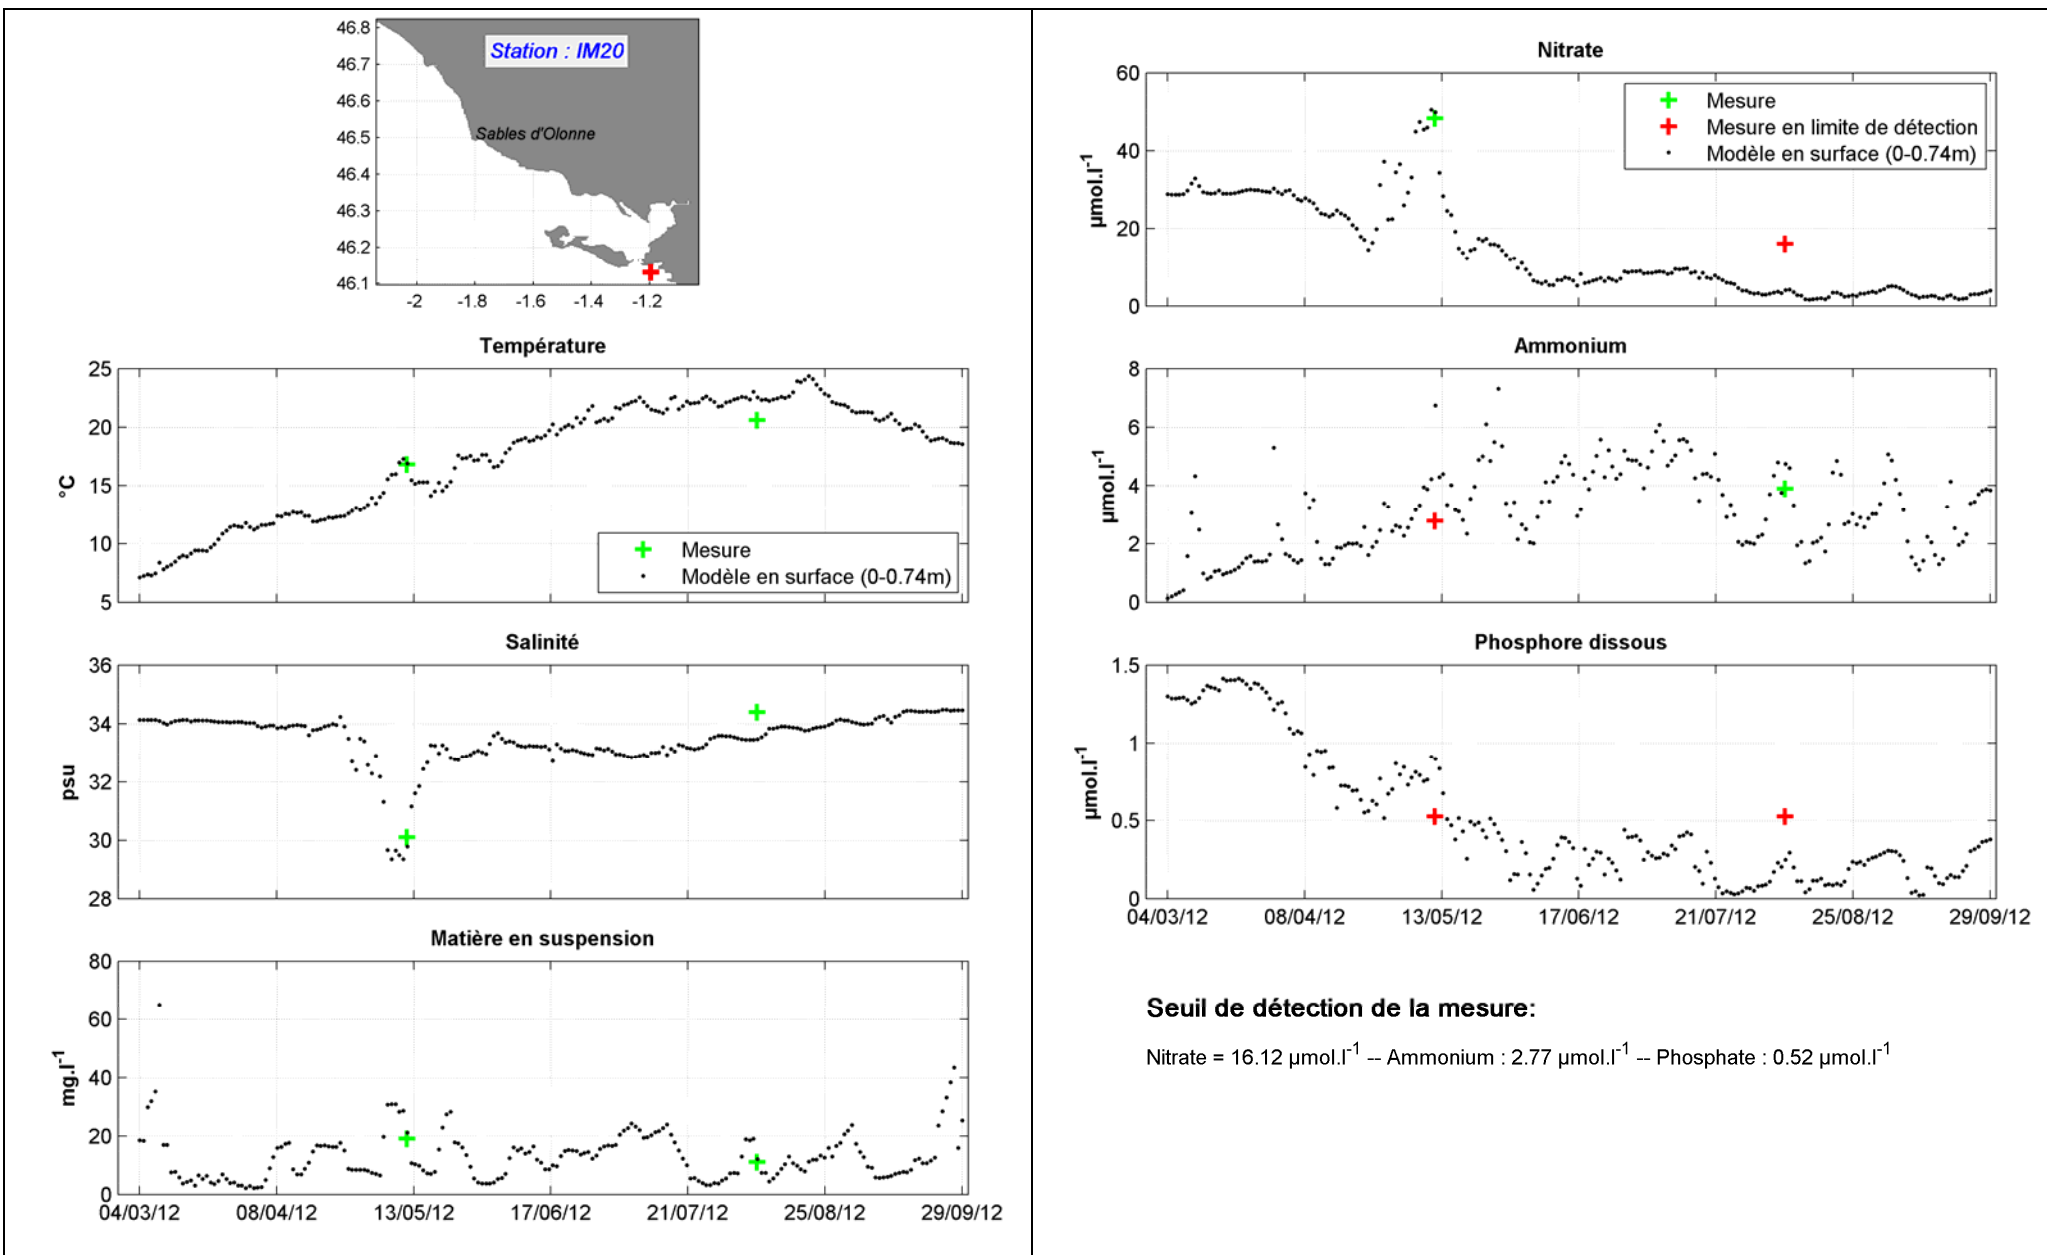 46.8
46.7
46.6
46.5
46.4
46.3
46.2
46.1
Station : IM20
Sables d'Olonne
-2 -1.8 -1.6 -1.4 -1.2
Température
25
20
15
10
5
°C
Mesure
Modèle en surface (0-0.74m)
Salinité
36
34
32
30
28
psu
Matière en suspension
80
60
40
20
0
mg.l-1
04/03/12 08/04/12 13/05/12 17/06/12 21/07/12 25/08/12 29/09/12
Nitrate
60
40
20
0
µmol.l-1
Mesure
Mesure en limite de détection
Modèle en surface (0-0.74m)
Ammonium
8
6
4
2
0
µmol.l-1
Phosphore dissous
1.5
1
0.5
0
µmol.l-1
04/03/12 08/04/12 13/05/12 17/06/12 21/07/12 25/08/12 29/09/12
Seuil de détection de la mesure:
Nitrate = 16.12 µmol.l-1 -- Ammonium : 2.77 µmol.l-1 -- Phosphate : 0.52 µmol.l-1